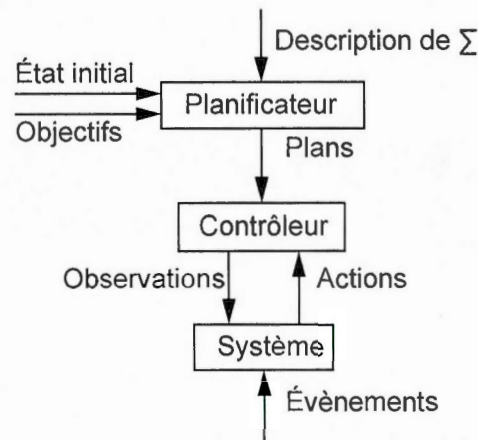 Description de Σ
État initial
Planificateur
Objectifs
Plans
Contrôleur
Observations
Actions
Système
Évènements